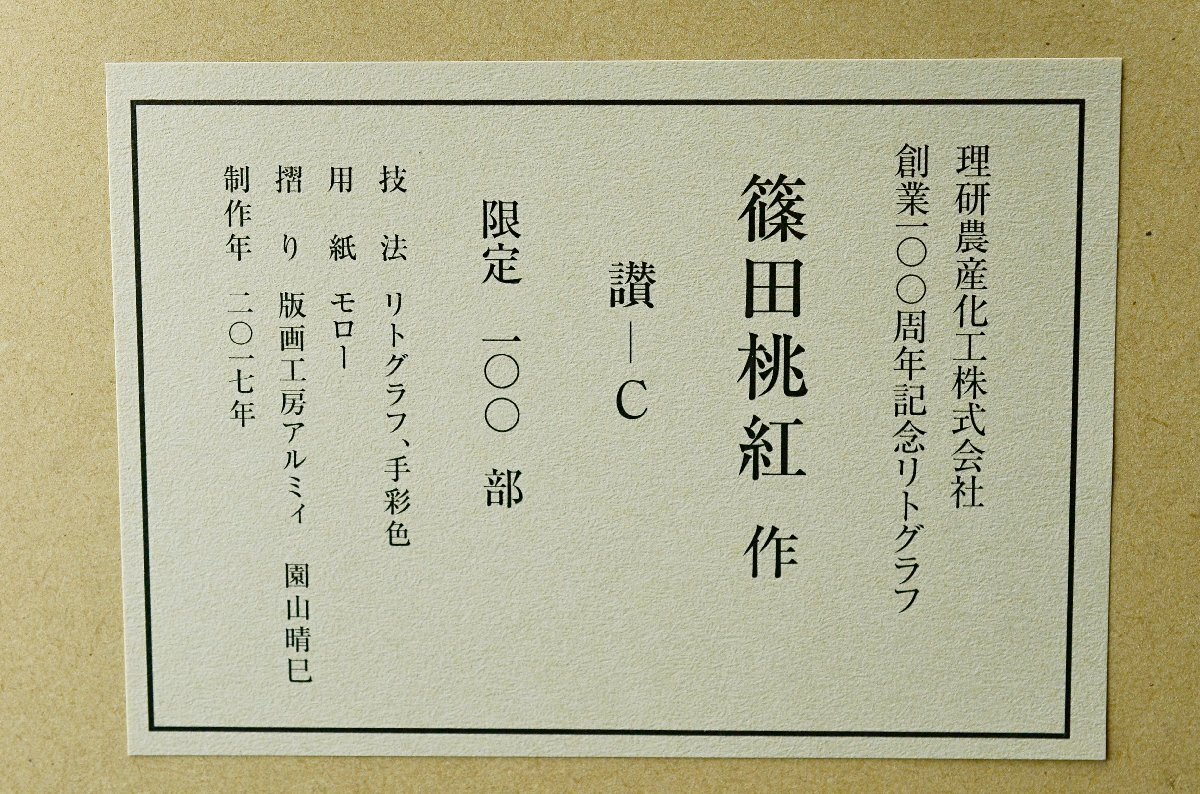 理研農産化工株式会社
創業一〇〇周年記念リトグラフ
篠田桃紅 作
讃―C
限定 一〇〇 部
技法 リトグラフ、手彩色
用紙 モロー
摺り 版画工房アルミィ 園山晴巳
制作年 二〇一七年